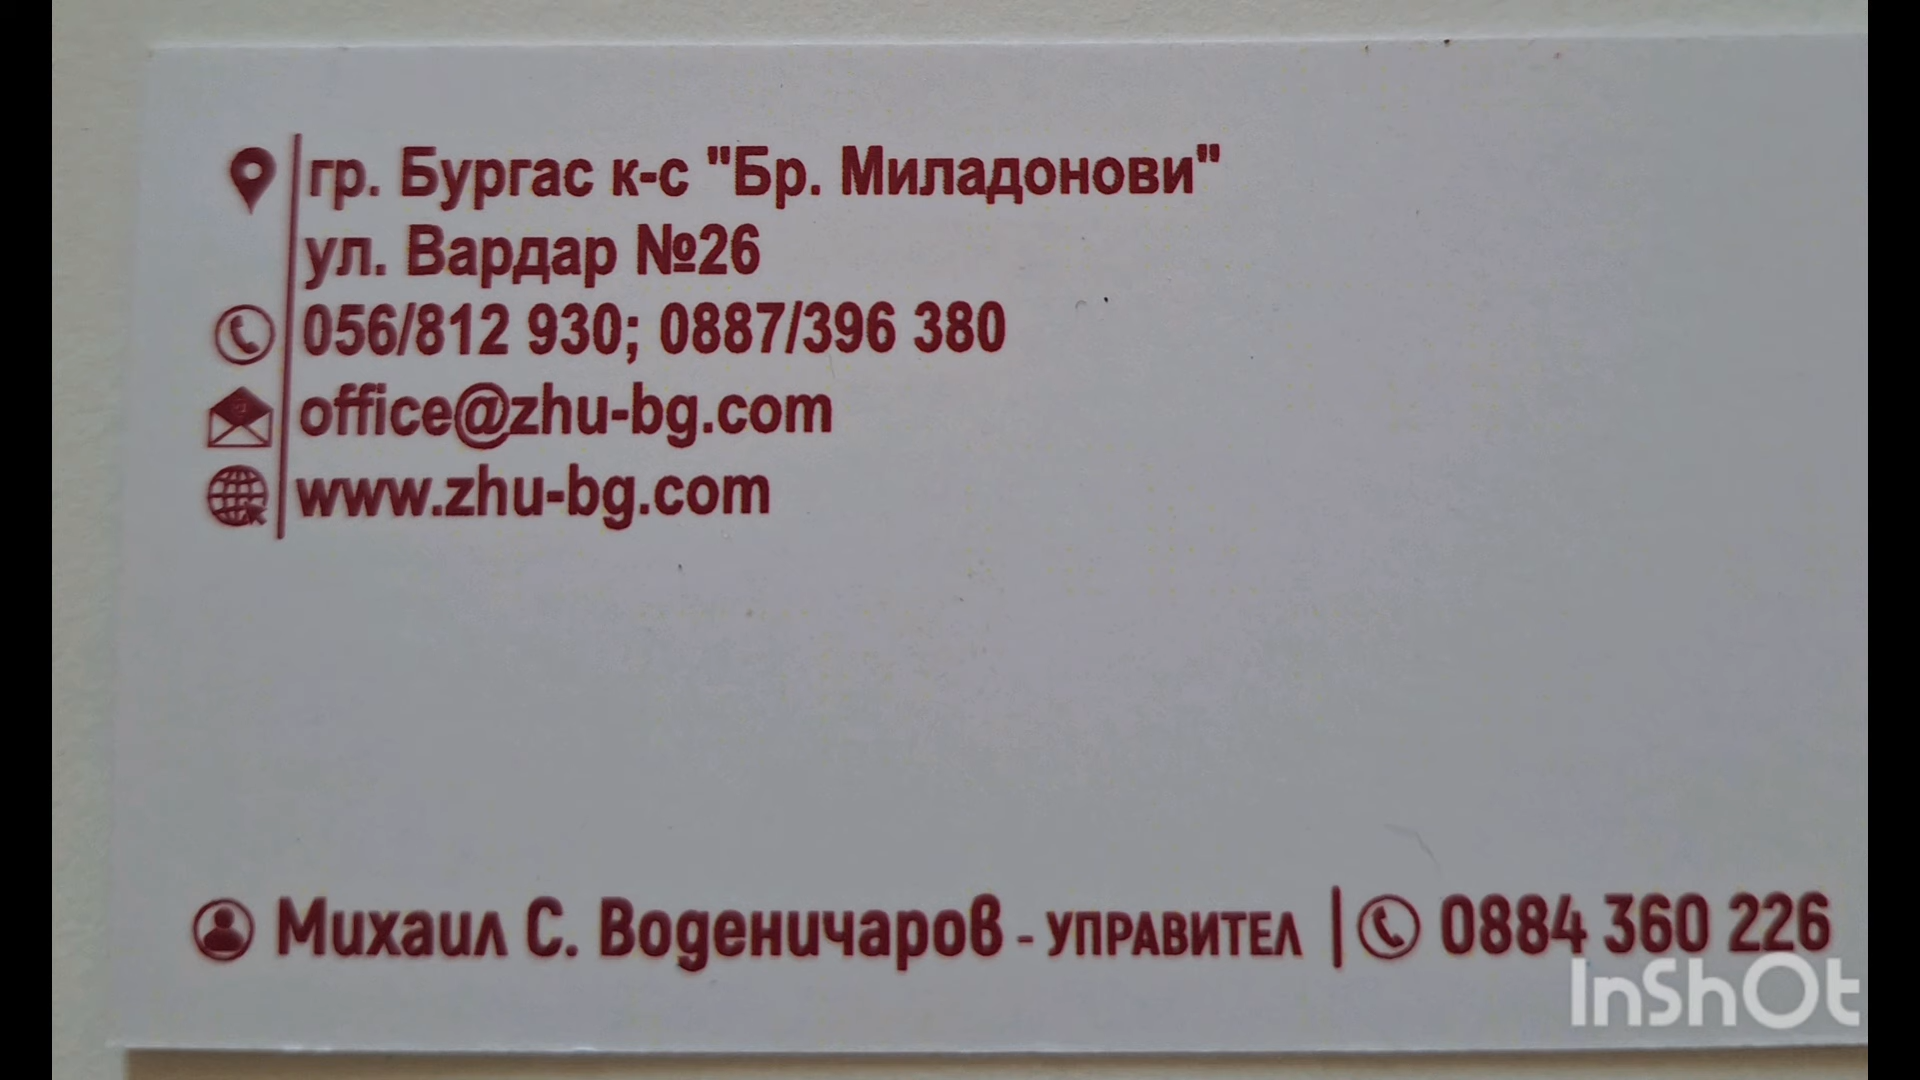 гр. Бургас к-с "Бр. Миладонови"
ул. Вардар №26
056/812 930; 0887/396 380
office@zhu-bg.com
www.zhu-bg.com
Михаил С. Воденичаров - УПРАВИТЕЛ | 0884 360 226
InShOt